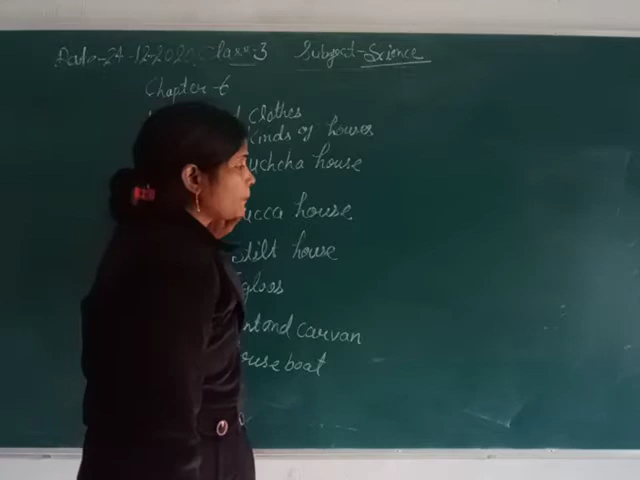 Date-24-12-2020 Class:3 Subject-Science
Chapter-6
clothes
kinds of houses
uchcha house
ucca house
stilt house
gloos
nt and carvan
use boat